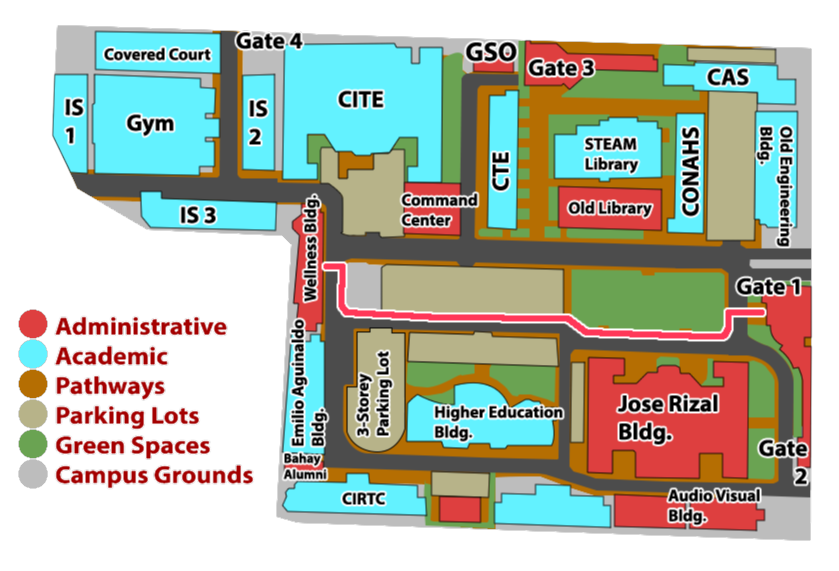 Covered Court
Gate 4
GSO
Gate 3
CAS
IS
1
Gym
IS
2
CITE
CTE
STEAM
Library
CONAHS
Old Engineering
Bldg.
IS 3
Wellness Bldg.
Command
Center
Old Library
Gate 1
Administrative
Academic
Pathways
Parking Lots
Green Spaces
Campus Grounds
Emilio Aguinaldo
Bldg.
3-Storey
Parking Lot
Higher Education
Bldg.
Jose Rizal
Bldg.
Gate
2
Bahay
Alumni
CIRTC
Audio Visual
Bldg.